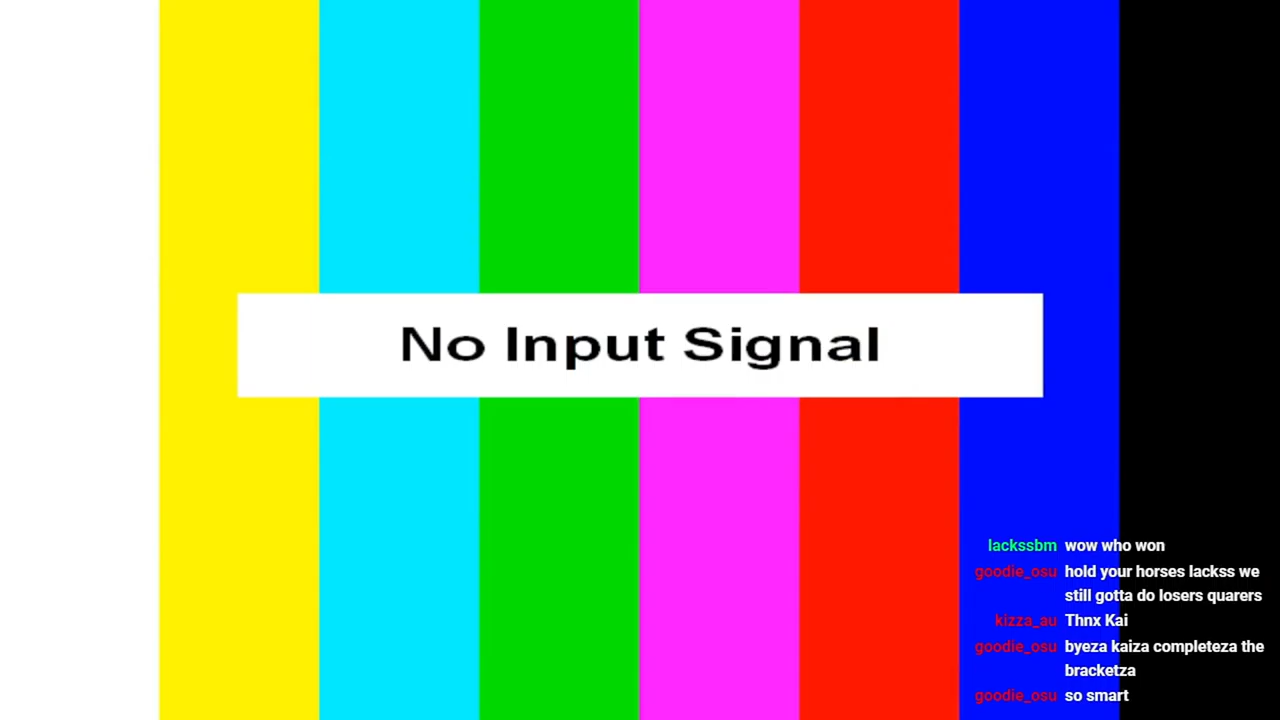 No Input Signal
lackssbm wow who won
goodie_osu hold your horses lackss we
still gotta do losers quarers
kizza_au Thnx Kai
goodie_osu byeza kaiza completeza the
bracketza
goodie_osu so smart